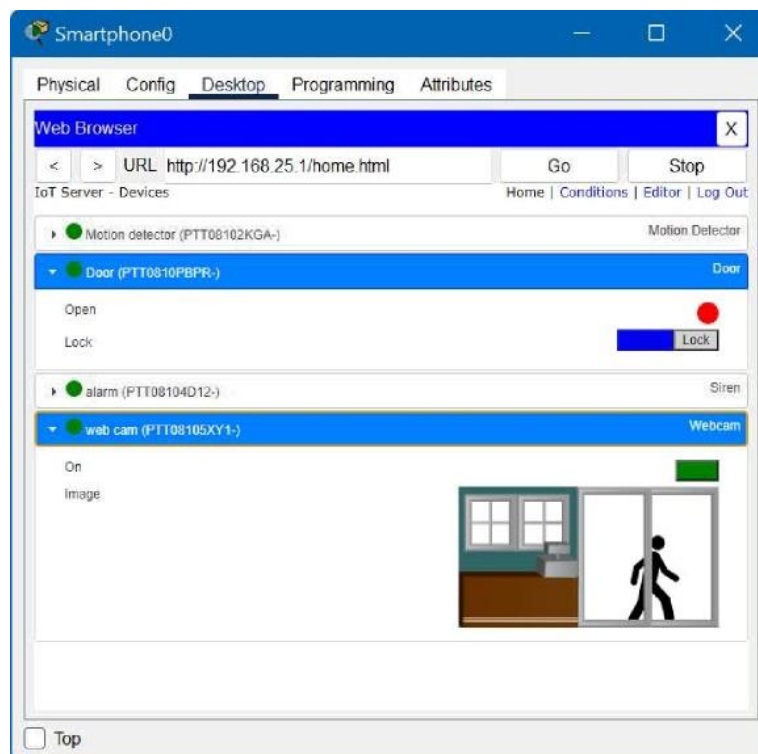 Smartphone0
Physical Config Desktop Programming Attributes
Web Browser X
< > URL http://192.168.25.1/home.html Go Stop
IoT Server - Devices Home | Conditions | Editor | Log Out
Motion detector (PTT08102KGA-) Motion Detector
Door (PTT0810PBPR-) Door
Open
Lock Lock
alarm (PTT08104D12-) Siren
web cam (PTT08105XY1-) Webcam
On
Image
Top